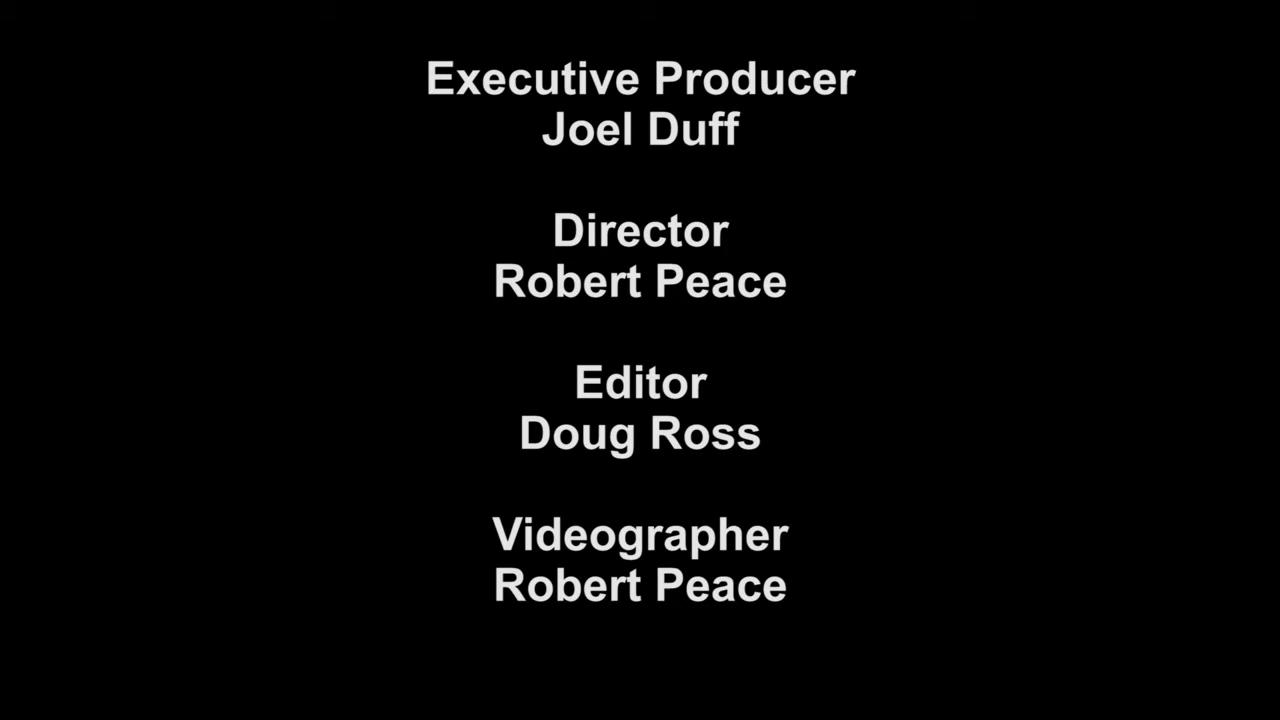 Executive Producer
Joel Duff
Director
Robert Peace
Editor
Doug Ross
Videographer
Robert Peace